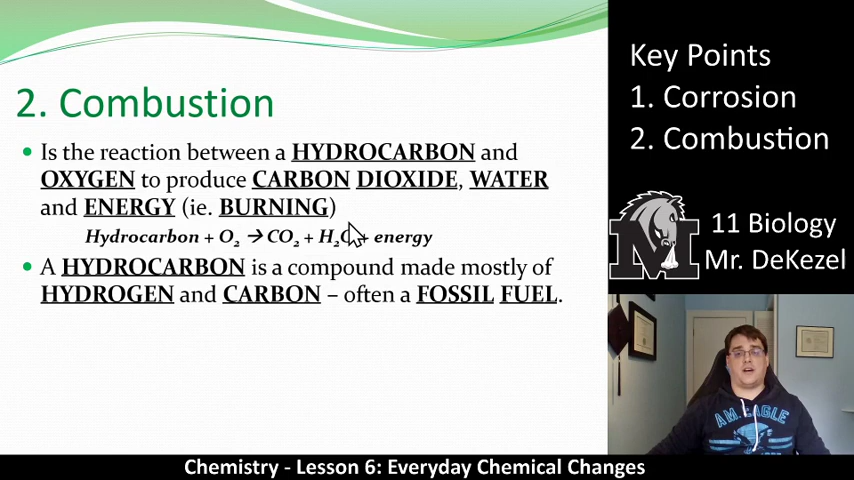 2. Combustion
Is the reaction between a HYDROCARBON and
OXYGEN to produce CARBON DIOXIDE, WATER
and ENERGY (ie. BURNING)
Hydrocarbon + O₂ → CO₂ + H₂O + energy
A HYDROCARBON is a compound made mostly of
HYDROGEN and CARBON – often a FOSSIL FUEL.
Key Points
1. Corrosion
2. Combustion
M
11 Biology
Mr. DeKezel
A.M. EAGLE
Chemistry - Lesson 6: Everyday Chemical Changes